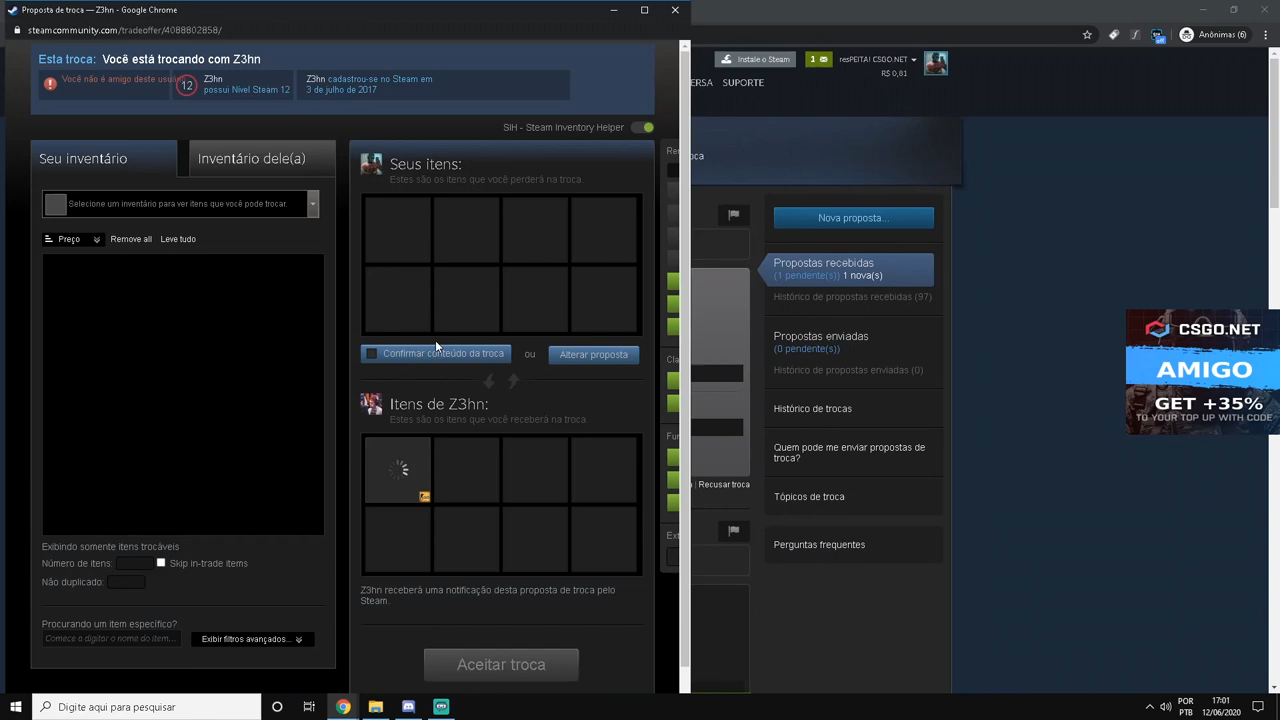 Proposta de troca — Z3hn - Google Chrome
steamcommunity.com/tradeoffer/4088802858/
Anônimas (6)
Esta troca: Você está trocando com Z3hn
Você não é amigo deste
12
Z3hn
possui Nível Steam 12
Z3hn cadastrou-se no Steam em
3 de julho de 2017
SIH - Steam Inventory Helper
Instale o Steam
1
resPEITA! CSGO.NET
R$ 0,81
ERSA SUPORTE
Seu inventário
Inventário dele(a)
Selecione um inventário para ver itens que você pode trocar.
Preço
Remove all
Leve tudo
Exibindo somente itens trocáveis
Número de itens:
Skip in-trade items
Não duplicado:
Procurando um item específico?
Comece a digitar o nome do item...
Exibir filtros avançados...
Seus itens:
Estes são os itens que você perderá na troca.
Confirmar conteúdo da troca
ou
Alterar proposta
Itens de Z3hn:
Estes são os itens que você receberá na troca.
Z3hn receberá uma notificação desta proposta de troca pelo
Steam.
Aceitar troca
Re
Cla
Fur
Ext
oca
Recusar troca
Nova proposta...
Propostas recebidas
(1 pendente(s)) 1 nova(s)
Histórico de propostas recebidas (97)
Propostas enviadas
(0 pendente(s))
Histórico de propostas enviadas (0)
Histórico de trocas
Quem pode me enviar propostas de
troca?
Tópicos de troca
Perguntas frequentes
CSGO.NET
AMIGO
GET +35%
TO YOUR TOP UP WITH CODE
Digite aqui para pesquisar
POR
PTB
17:01
12/06/2020